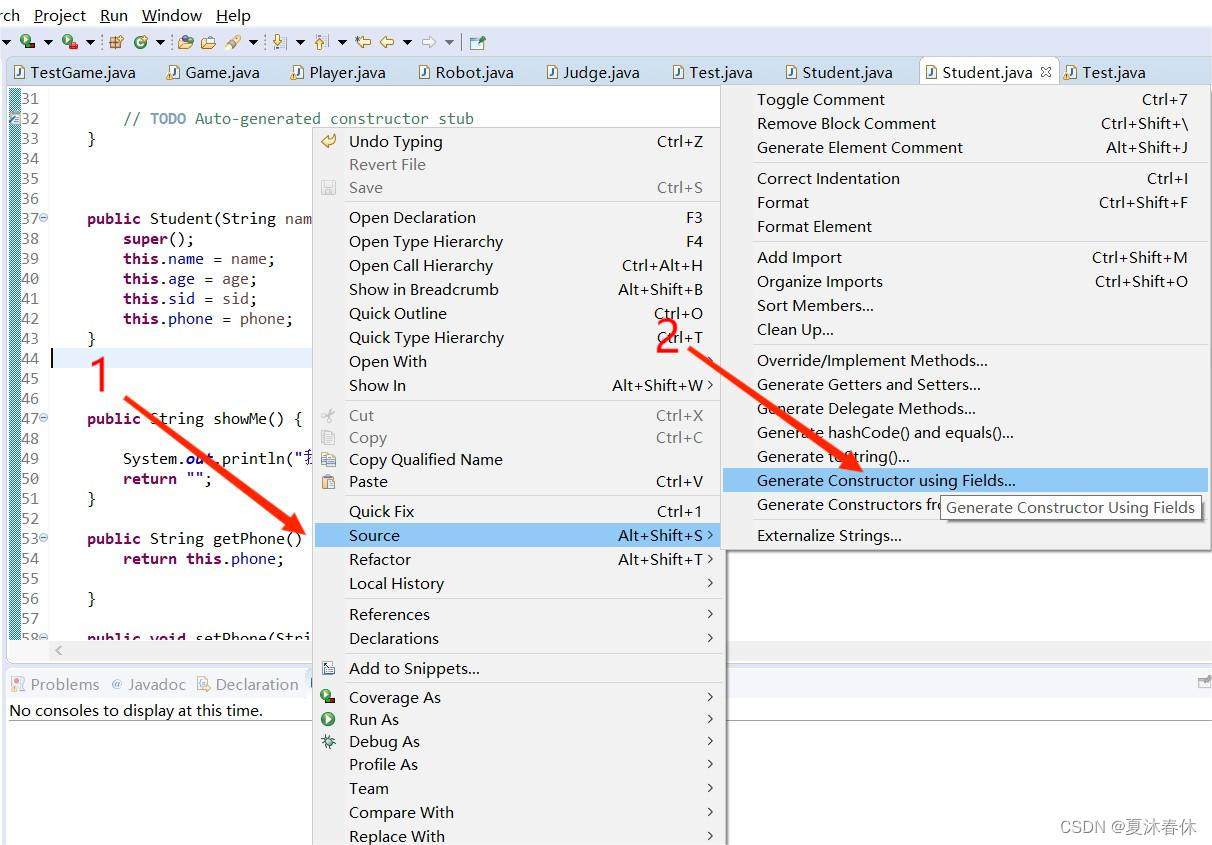 rch Project Run Window Help
TestGame.java Game.java Player.java Robot.java Judge.java Test.java Student.java Student.java Test.java
31
32 // TODO Auto-generated constructor stub
33 }
34
35
36
37 public Student(String nam
38 super();
39 this.name = name;
40 this.age = age;
41 this.sid = sid;
42 this.phone = phone;
43 }
44
45
46
47 public String showMe() {
48
49 System.out.println("我
50 return "";
51 }
52
53 public String getPhone()
54 return this.phone;
55
56 }
57
58 public void setPhone(Stri
1
Undo Typing Ctrl+Z
Revert File
Save Ctrl+S
Open Declaration F3
Open Type Hierarchy F4
Open Call Hierarchy Ctrl+Alt+H
Show in Breadcrumb Alt+Shift+B
Quick Outline Ctrl+O
Quick Type Hierarchy Ctrl+T
Open With
Show In Alt+Shift+W
Cut Ctrl+X
Copy Ctrl+C
Copy Qualified Name
Paste Ctrl+V
Quick Fix Ctrl+1
Source Alt+Shift+S
Refactor Alt+Shift+T
Local History
References
Declarations
Add to Snippets...
Coverage As
Run As
Debug As
Profile As
Team
Compare With
Replace With
2
Toggle Comment Ctrl+7
Remove Block Comment Ctrl+Shift+\
Generate Element Comment Alt+Shift+J
Correct Indentation Ctrl+I
Format Ctrl+Shift+F
Format Element
Add Import Ctrl+Shift+M
Organize Imports Ctrl+Shift+O
Sort Members...
Clean Up...
Override/Implement Methods...
Generate Getters and Setters...
Generate Delegate Methods...
Generate hashCode() and equals()...
Generate toString()...
Generate Constructor using Fields...
Generate Constructors fr
Generate Constructor Using Fields
Externalize Strings...
Problems Javadoc Declaration
No consoles to display at this time.
CSDN @夏沐春休